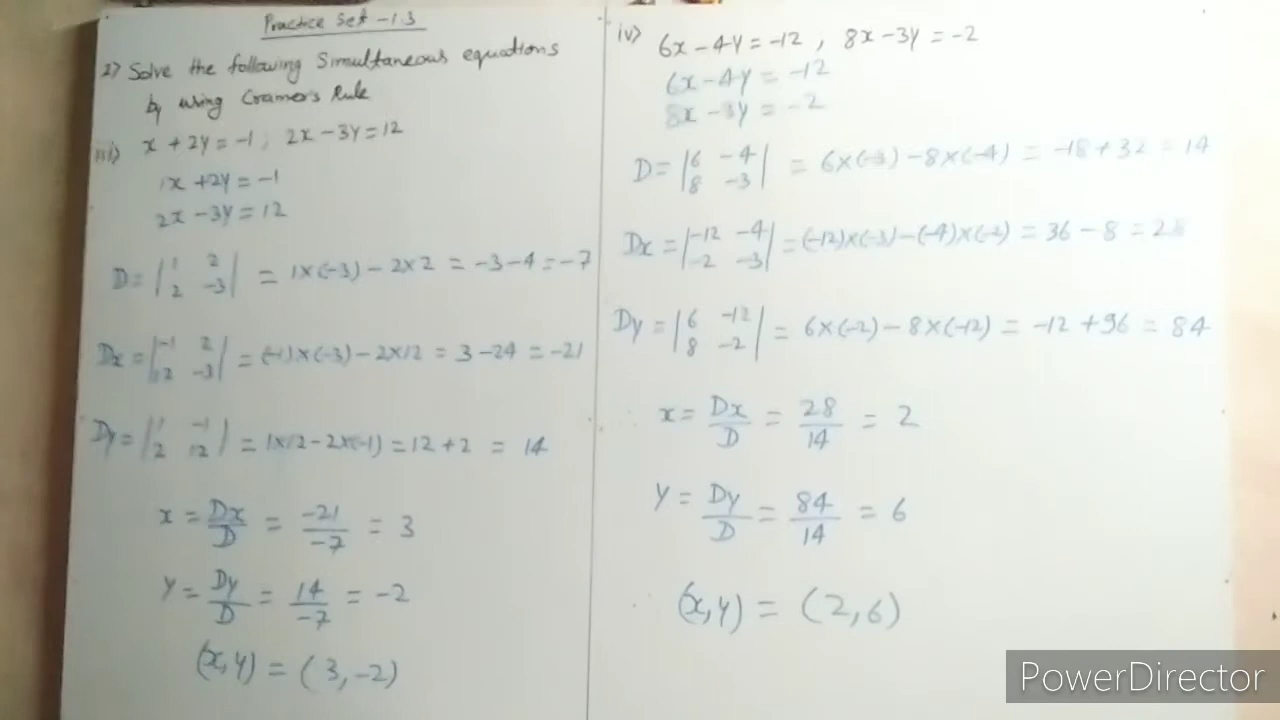 Practice Set - 1.3
2) Solve the following Simultaneous equations
by using Cramer's Rule
iii) x + 2y = -1 ; 2x - 3y = 12
1x + 2y = -1
2x - 3y = 12
D = |1 2 / 2 -3| = 1×(-3) - 2×2 = -3-4 = -7
Dx = |-1 2 / 12 -3| = (-1)×(-3) - 2×12 = 3-24 = -21
Dy = |1 -1 / 2 12| = 1×12 - 2×(-1) = 12+2 = 14
x = Dx/D = -21/-7 = 3
y = Dy/D = 14/-7 = -2
(x,y) = (3,-2)
iv) 6x - 4y = -12 , 8x - 3y = -2
6x - 4y = -12
8x - 3y = -2
D = |6 -4 / 8 -3| = 6×(-3) - 8×(-4) = -18+32 = 14
Dx = |-12 -4 / -2 -3| = (-12)×(-3) - (-4)×(-2) = 36 - 8 = 28
Dy = |6 -12 / 8 -2| = 6×(-2) - 8×(-12) = -12+96 = 84
x = Dx/D = 28/14 = 2
y = Dy/D = 84/14 = 6
(x,y) = (2,6)
PowerDirector